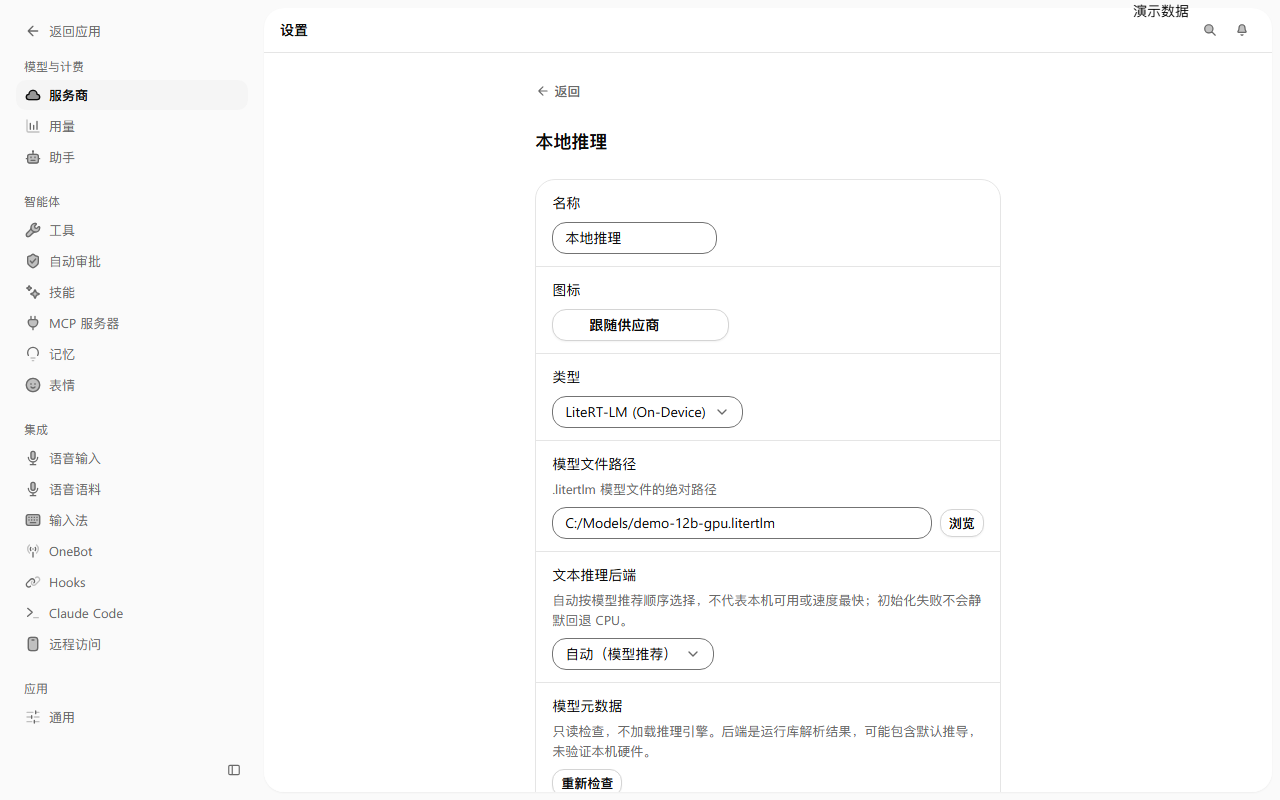 演示数据
返回应用
模型与计费
服务商
用量
助手
智能体
工具
自动审批
技能
MCP 服务器
记忆
表情
集成
语音输入
语音语料
输入法
OneBot
Hooks
Claude Code
远程访问
应用
通用
设置
返回
本地推理
名称
本地推理
图标
跟随供应商
类型
LiteRT-LM (On-Device)
模型文件路径
.litertlm 模型文件的绝对路径
C:/Models/demo-12b-gpu.litertlm
浏览
文本推理后端
自动按模型推荐顺序选择，不代表本机可用或速度最快；初始化失败不会静
默回退 CPU。
自动（模型推荐）
模型元数据
只读检查，不加载推理引擎。后端是运行库解析结果，可能包含默认推导，
未验证本机硬件。
重新检查